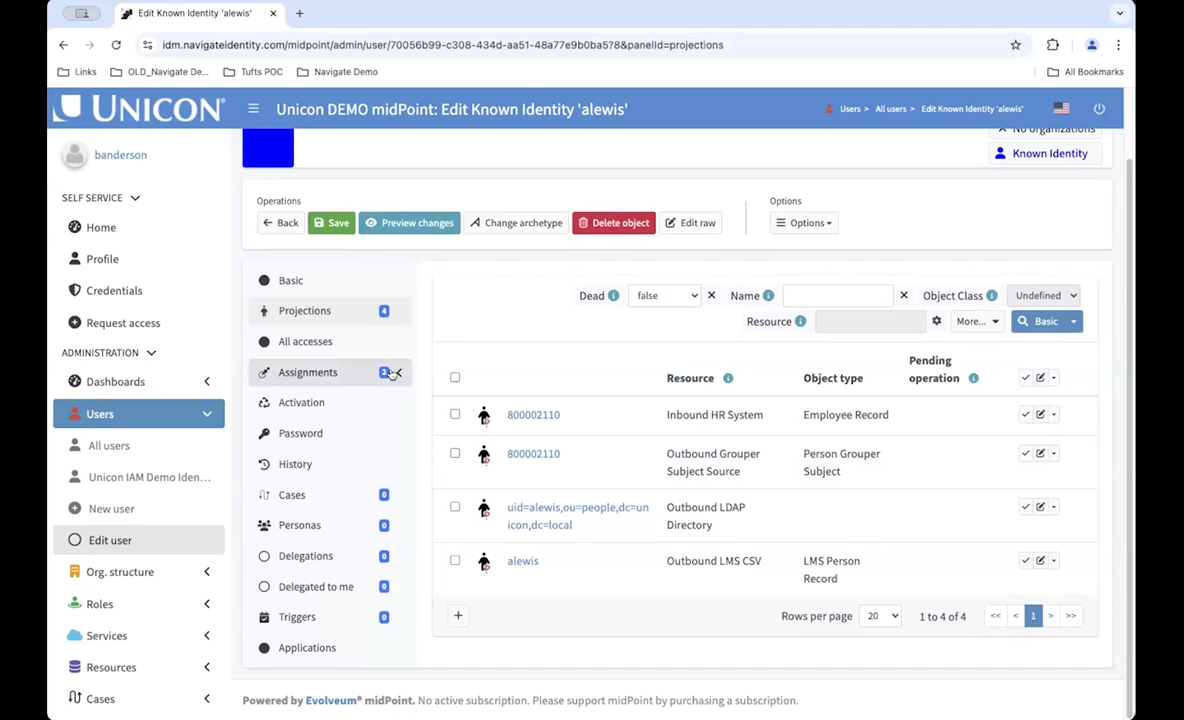 Edit Known Identity 'alewis'
idm.navigateidentity.com/midpoint/admin/user/70056b99-c308-434d-aa51-48a77e9b0ba5?8&panelId=projections
Links
OLD_Navigate De...
Tufts POC
Navigate Demo
All Bookmarks
UNICON
Unicon DEMO midPoint: Edit Known Identity 'alewis'
Users > All users > Edit Known Identity 'alewis'
banderson
SELF SERVICE
Home
Profile
Credentials
Request access
ADMINISTRATION
Dashboards
Users
All users
Unicon IAM Demo Iden...
New user
Edit user
Org. structure
Roles
Services
Resources
Cases
No organizations
Known Identity
Operations
Back
Save
Preview changes
Change archetype
Delete object
Edit raw
Options
Options
Basic
Projections 4
All accesses
Assignments 2
Activation
Password
History
Cases 0
Personas 0
Delegations 0
Delegated to me 0
Triggers 0
Applications
Dead false
Name
Object Class Undefined
Resource
More...
Basic
Resource
Object type
Pending
operation
800002110 Inbound HR System Employee Record
800002110 Outbound Grouper Person Grouper
Subject Source Subject
uid=alewis,ou=people,dc=un Outbound LDAP
icon,dc=local Directory
alewis Outbound LMS CSV LMS Person
Record
Rows per page 20 1 to 4 of 4 << < 1 > >>
Powered by Evolveum® midPoint. No active subscription. Please support midPoint by purchasing a subscription.